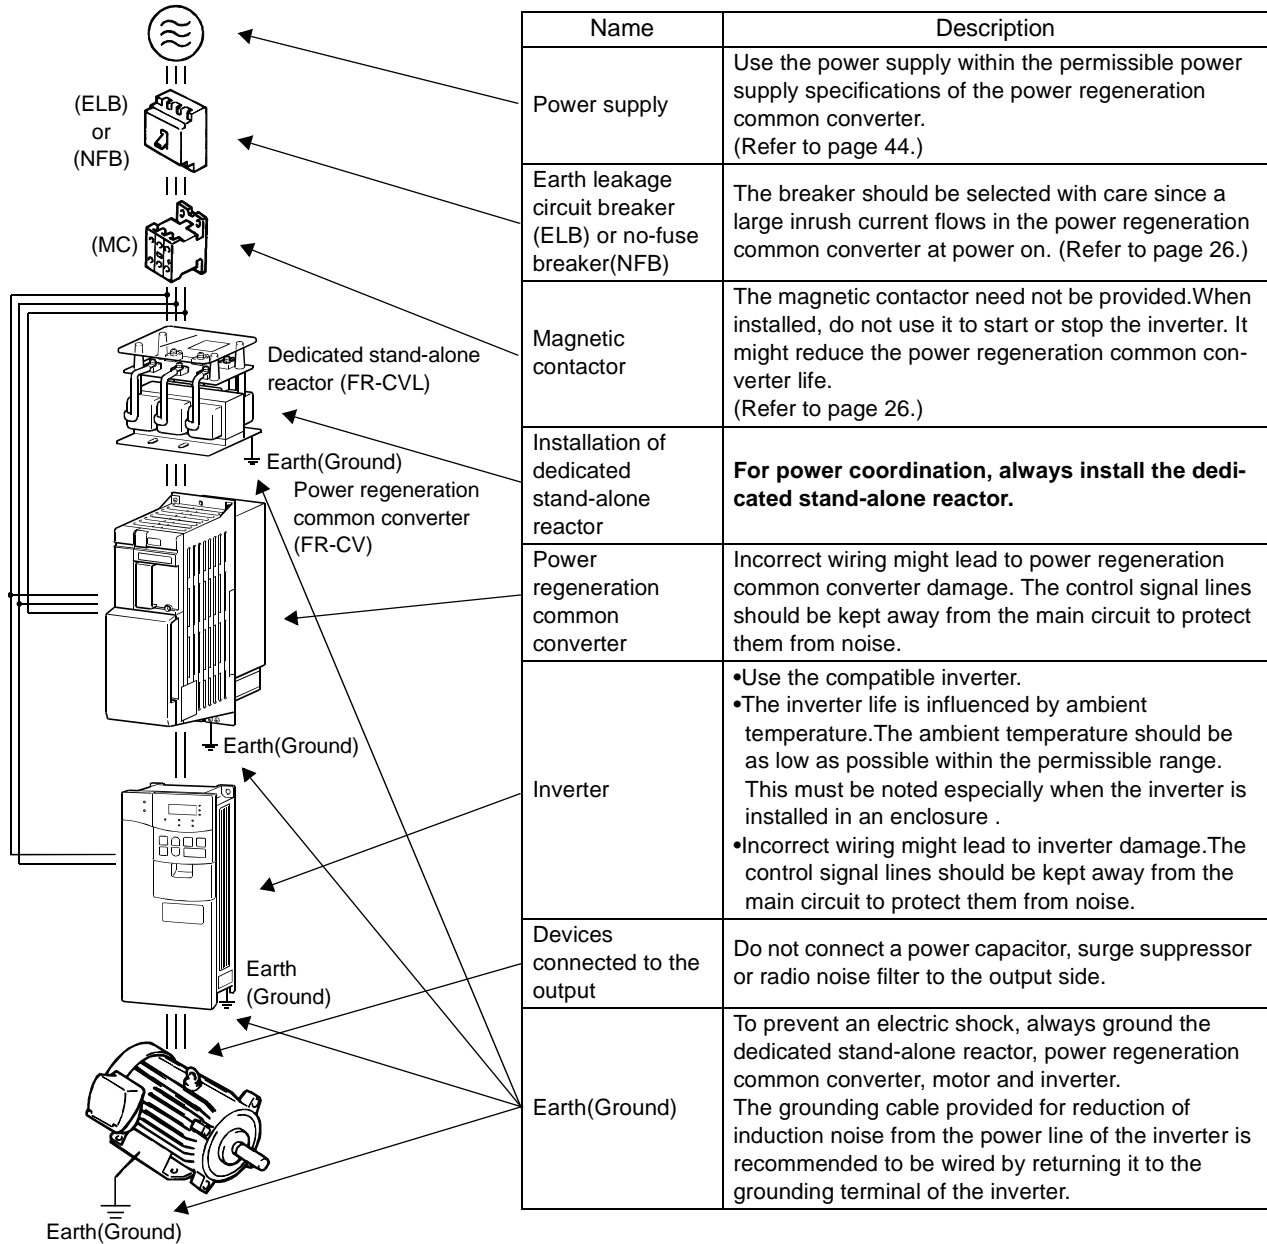 (ELB)
or
(NFB)
(MC)
Dedicated stand-alone
reactor (FR-CVL)
Earth(Ground)
Power regeneration
common converter
(FR-CV)
Earth(Ground)
Earth
(Ground)
Earth(Ground)
Name
Description
Power supply
Use the power supply within the permissible power
supply specifications of the power regeneration
common converter.
(Refer to page 44.)
Earth leakage
circuit breaker
(ELB) or no-fuse
breaker(NFB)
The breaker should be selected with care since a
large inrush current flows in the power regeneration
common converter at power on. (Refer to page 26.)
Magnetic
contactor
The magnetic contactor need not be provided.When
installed, do not use it to start or stop the inverter. It
might reduce the power regeneration common con-
verter life.
(Refer to page 26.)
Installation of
dedicated
stand-alone
reactor
For power coordination, always install the dedi-
cated stand-alone reactor.
Power
regeneration
common
converter
Incorrect wiring might lead to power regeneration
common converter damage. The control signal lines
should be kept away from the main circuit to protect
them from noise.
Inverter
•Use the compatible inverter.
•The inverter life is influenced by ambient
temperature.The ambient temperature should be
as low as possible within the permissible range.
This must be noted especially when the inverter is
installed in an enclosure .
•Incorrect wiring might lead to inverter damage.The
control signal lines should be kept away from the
main circuit to protect them from noise.
Devices
connected to the
output
Do not connect a power capacitor, surge suppressor
or radio noise filter to the output side.
Earth(Ground)
To prevent an electric shock, always ground the
dedicated stand-alone reactor, power regeneration
common converter, motor and inverter.
The grounding cable provided for reduction of
induction noise from the power line of the inverter is
recommended to be wired by returning it to the
grounding terminal of the inverter.